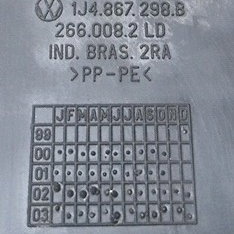 1J4.867.298.B
266.008.2 LD
IND. BRAS. 2RA
>PP-PE<
J F M A M J J A S O N D
99
00
01
02
03